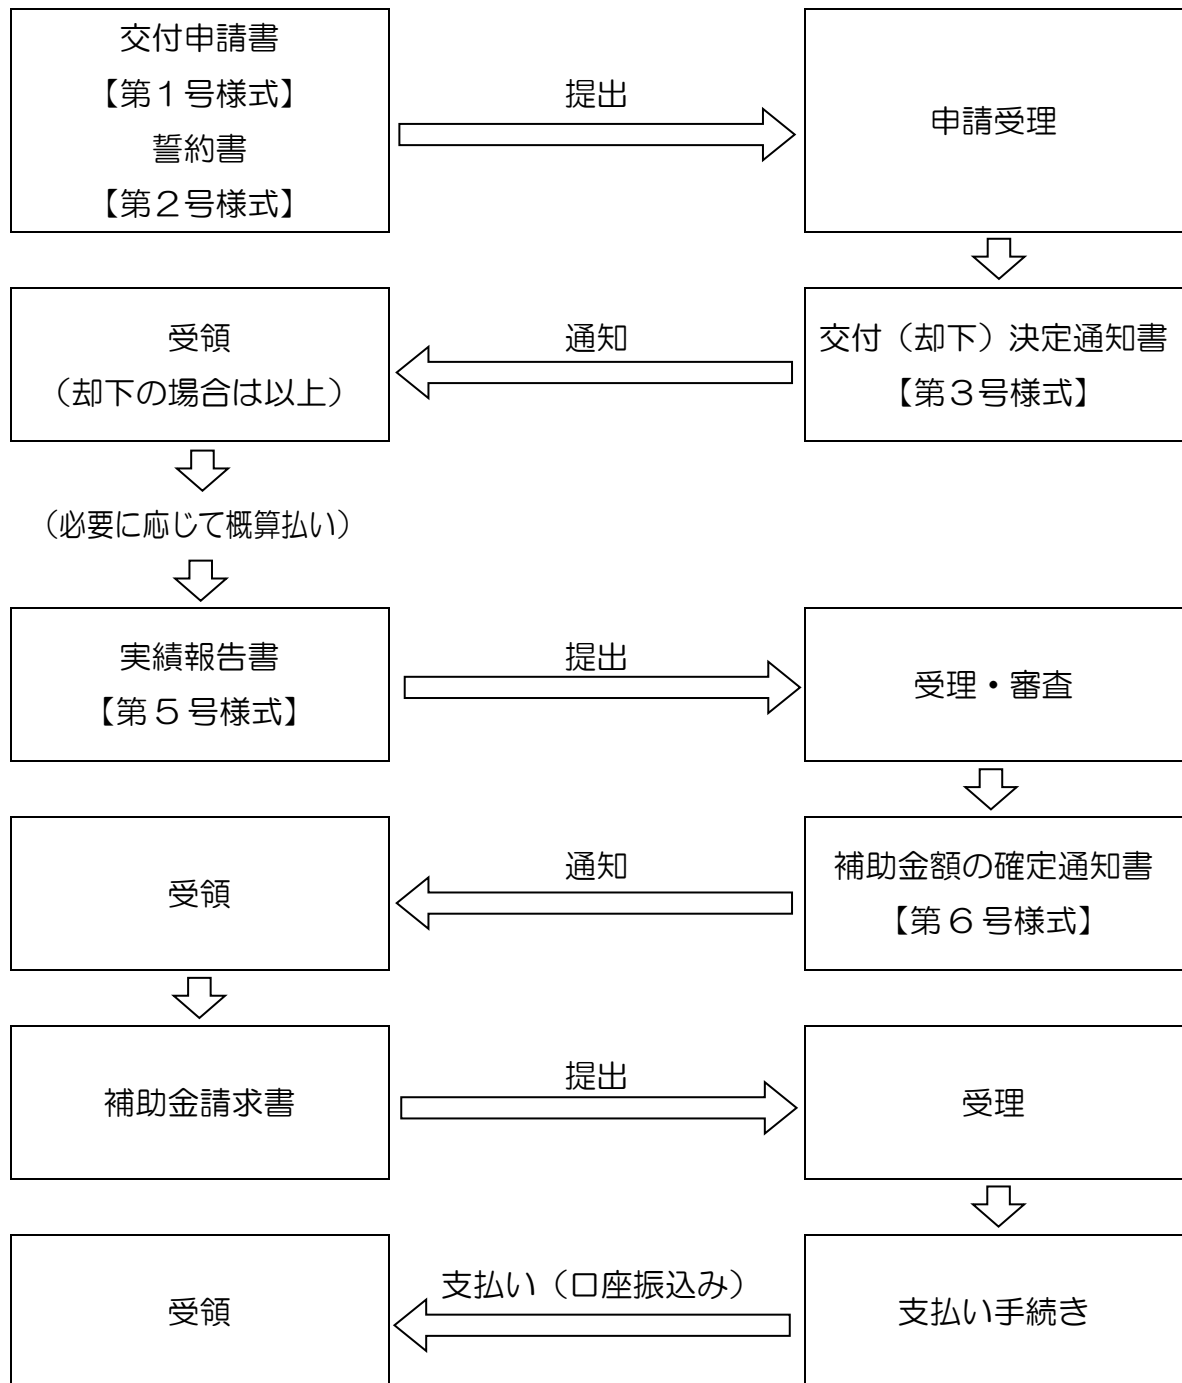 交付申請書
【第１号様式】
誓約書
【第２号様式】
提出
申請受理
交付（却下）決定通知書
【第３号様式】
通知
受領
（却下の場合は以上）
（必要に応じて概算払い）
実績報告書
【第５号様式】
提出
受理・審査
補助金額の確定通知書
【第６号様式】
通知
受領
補助金請求書
提出
受理
支払い手続き
支払い（口座振込み）
受領